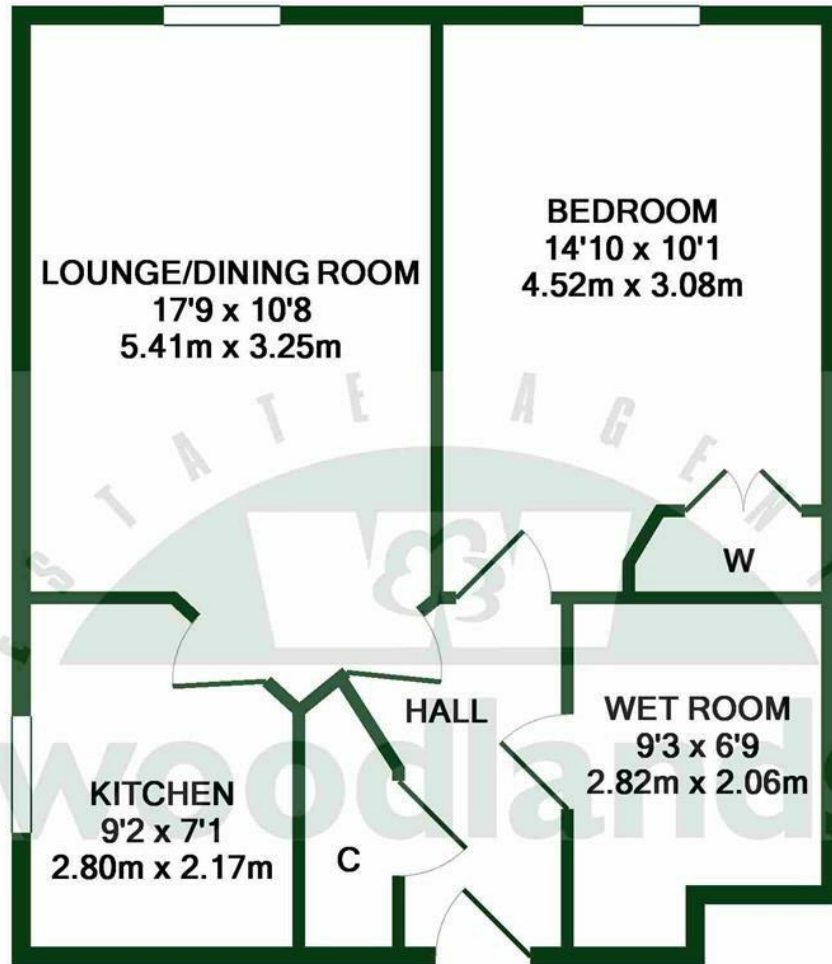 BEDROOM
14'10 x 10'1
4.52m x 3.08m
LOUNGE/DINING ROOM
17'9 x 10'8
5.41m x 3.25m
ESTATE AGENT
W
HALL
WET ROOM
9'3 x 6'9
2.82m x 2.06m
woodlands
KITCHEN
9'2 x 7'1
2.80m x 2.17m
C